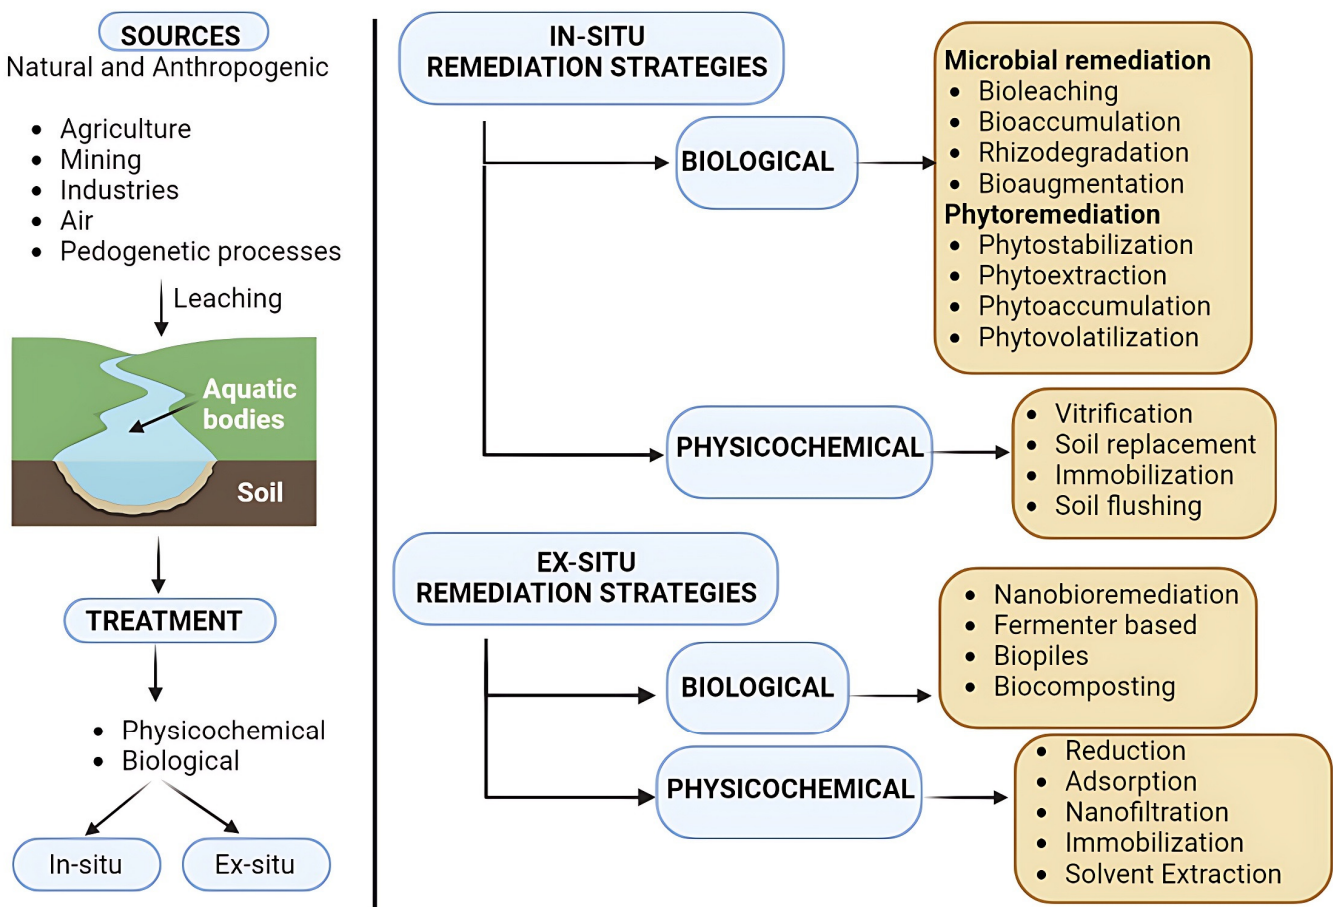 SOURCES
Natural and Anthropogenic
• Agriculture
• Mining
• Industries
• Air
• Pedogenetic processes
Leaching
Aquatic
bodies
Soil
TREATMENT
• Physicochemical
• Biological
In-situ
Ex-situ
IN-SITU
REMEDIATION STRATEGIES
BIOLOGICAL
Microbial remediation
• Bioleaching
• Bioaccumulation
• Rhizodegradation
• Bioaugmentation
Phytoremediation
• Phytostabilization
• Phytoextraction
• Phytoaccumulation
• Phytovolatilization
PHYSICOCHEMICAL
• Vitrification
• Soil replacement
• Immobilization
• Soil flushing
EX-SITU
REMEDIATION STRATEGIES
BIOLOGICAL
• Nanobioremediation
• Fermenter based
• Biopiles
• Biocomposting
PHYSICOCHEMICAL
• Reduction
• Adsorption
• Nanofiltration
• Immobilization
• Solvent Extraction